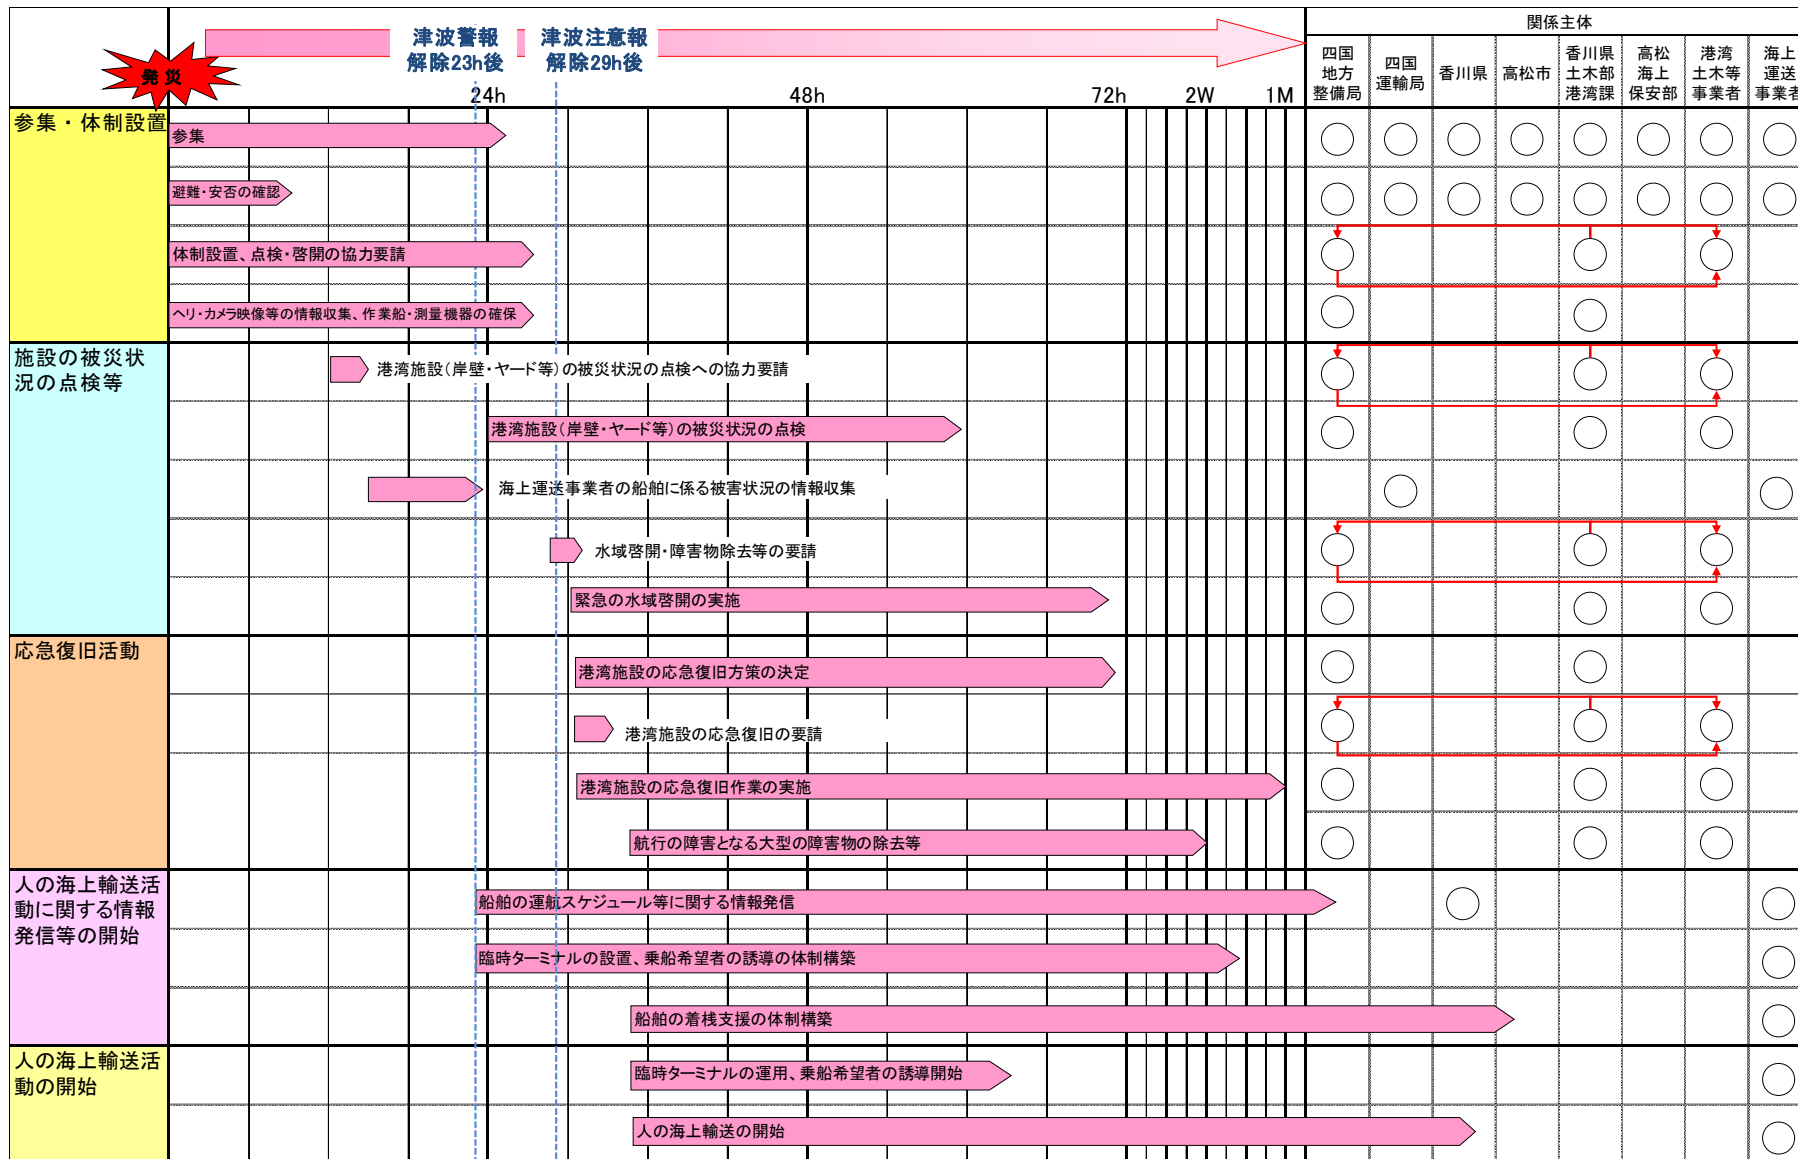 発災
津波警報
解除23h後
津波注意報
解除29h後
24h
48h
72h
2W
1M
関係主体
四国
地方
整備局
四国
運輸局
香川県
高松市
香川県
土木部
港湾課
高松
海上
保安部
港湾
土木等
事業者
海上
運送
事業者
参集・体制設置
参集
避難・安否の確認
体制設置、点検・啓開の協力要請
ヘリ・カメラ映像等の情報収集、作業船・測量機器の確保
施設の被災状
況の点検等
港湾施設(岸壁・ヤード等)の被災状況の点検への協力要請
港湾施設(岸壁・ヤード等)の被災状況の点検
海上運送事業者の船舶に係る被害状況の情報収集
水域啓開・障害物除去等の要請
緊急の水域啓開の実施
応急復旧活動
港湾施設の応急復旧方策の決定
港湾施設の応急復旧の要請
港湾施設の応急復旧作業の実施
航行の障害となる大型の障害物の除去等
人の海上輸送活
動に関する情報
発信等の開始
船舶の運航スケジュール等に関する情報発信
臨時ターミナルの設置、乗船希望者の誘導の体制構築
船舶の着桟支援の体制構築
人の海上輸送活
動の開始
臨時ターミナルの運用、乗船希望者の誘導開始
人の海上輸送の開始